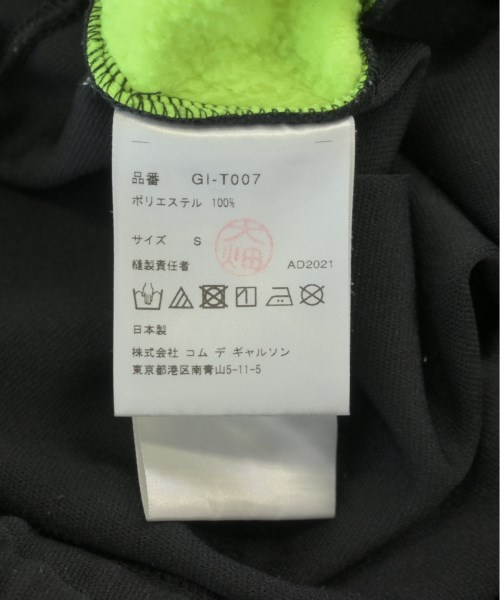 品番 GI-T007
ポリエステル 100%
サイズ S
天畑
縫製責任者 AD2021
日本製
株式会社 コム デ ギャルソン
東京都港区南青山5-11-5